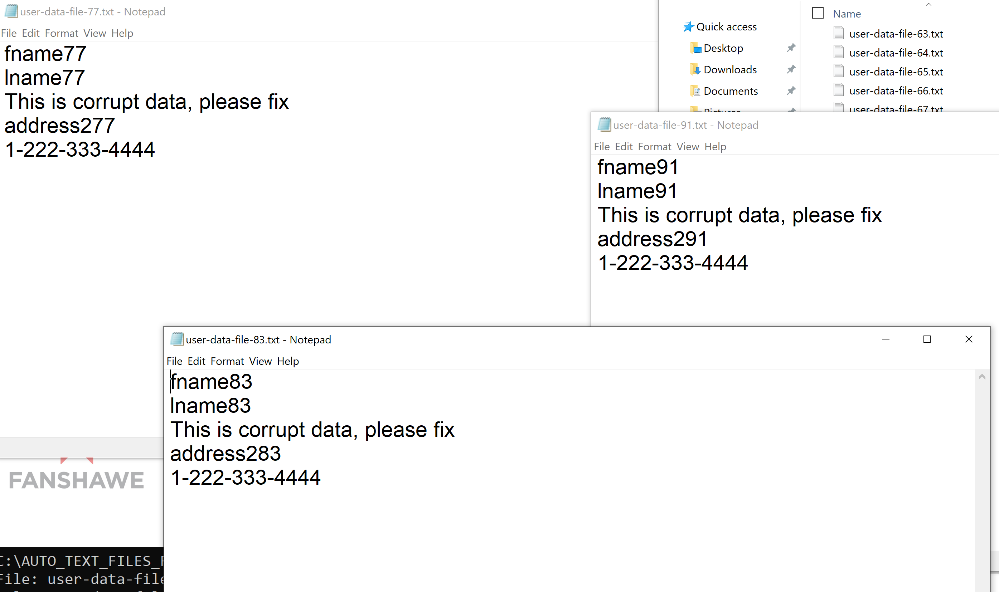 user-data-file-77.txt - Notepad
File Edit Format View Help
fname77
lname77
This is corrupt data, please fix
address277
1-222-333-4444
Quick access
Desktop
Downloads
Documents
Pictures
Name
user-data-file-63.txt
user-data-file-64.txt
user-data-file-65.txt
user-data-file-66.txt
user-data-file-67.txt
user-data-file-91.txt - Notepad
File Edit Format View Help
fname91
lname91
This is corrupt data, please fix
address291
1-222-333-4444
user-data-file-83.txt - Notepad
File Edit Format View Help
fname83
lname83
This is corrupt data, please fix
address283
1-222-333-4444
FANSHAWE
C:\AUTO_TEXT_FILES_
File: user-data-file